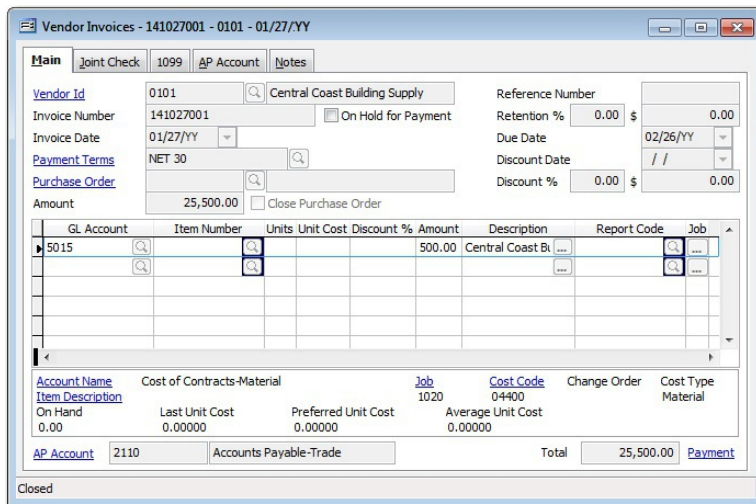 Vendor Invoices - 141027001 - 0101 - 01/27/YY
Main Joint Check 1099 AP Account Notes
Vendor Id 0101 Central Coast Building Supply Reference Number
Invoice Number 141027001 On Hold for Payment Retention % 0.00 $ 0.00
Invoice Date 01/27/YY Due Date 02/26/YY
Payment Terms NET 30 Discount Date / /
Purchase Order Discount % 0.00 $ 0.00
Amount 25,500.00 Close Purchase Order
GL Account Item Number Units Unit Cost Discount % Amount Description Report Code Job
5015 500.00 Central Coast Bu ...  ...
... ...
Account Name Cost of Contracts-Material Job Cost Code Change Order Cost Type
Item Description 1020 04400 Material
On Hand Last Unit Cost Preferred Unit Cost Average Unit Cost
0.00 0.00000 0.00000 0.00000
AP Account 2110 Accounts Payable-Trade Total 25,500.00 Payment
Closed